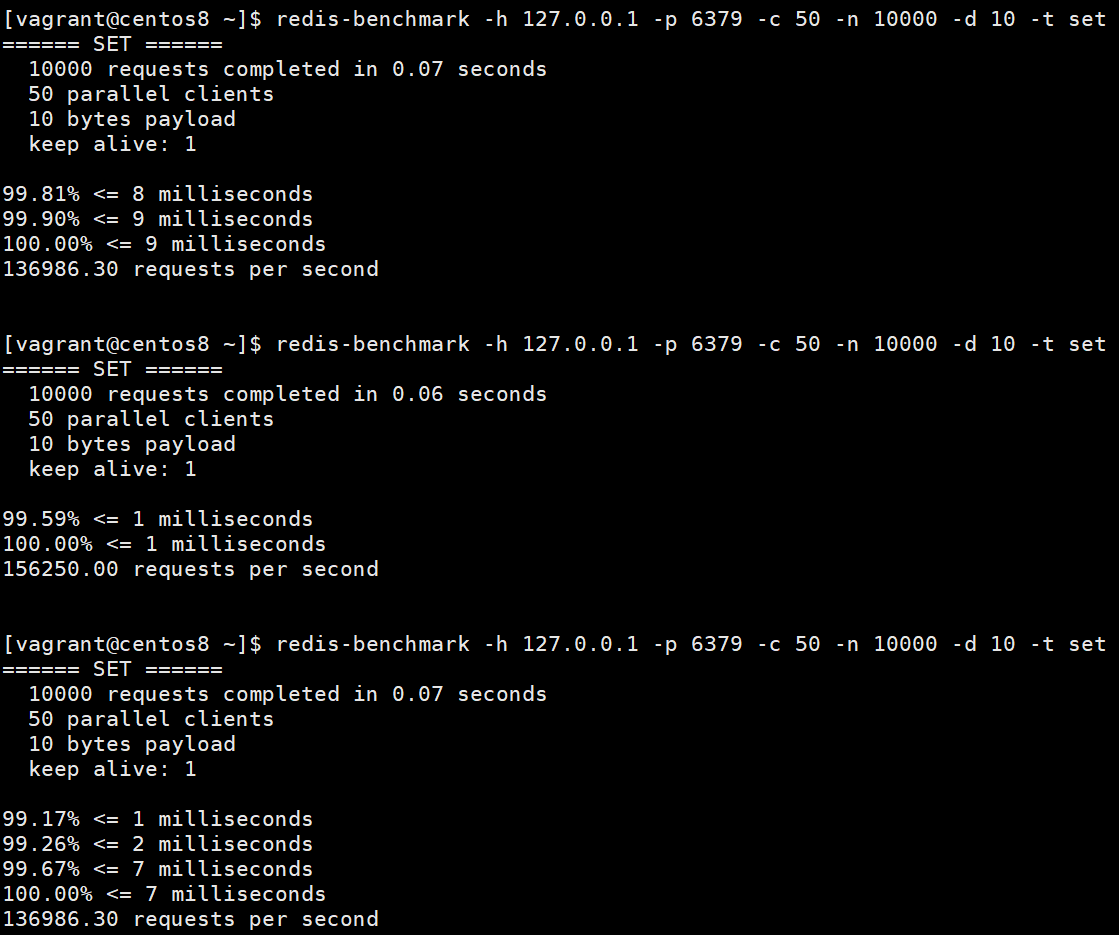 [vagrant@centos8 ~]$ redis-benchmark -h 127.0.0.1 -p 6379 -c 50 -n 10000 -d 10 -t set
====== SET ======
  10000 requests completed in 0.07 seconds
  50 parallel clients
  10 bytes payload
  keep alive: 1

99.81% <= 8 milliseconds
99.90% <= 9 milliseconds
100.00% <= 9 milliseconds
136986.30 requests per second


[vagrant@centos8 ~]$ redis-benchmark -h 127.0.0.1 -p 6379 -c 50 -n 10000 -d 10 -t set
====== SET ======
  10000 requests completed in 0.06 seconds
  50 parallel clients
  10 bytes payload
  keep alive: 1

99.59% <= 1 milliseconds
100.00% <= 1 milliseconds
156250.00 requests per second


[vagrant@centos8 ~]$ redis-benchmark -h 127.0.0.1 -p 6379 -c 50 -n 10000 -d 10 -t set
====== SET ======
  10000 requests completed in 0.07 seconds
  50 parallel clients
  10 bytes payload
  keep alive: 1

99.17% <= 1 milliseconds
99.26% <= 2 milliseconds
99.67% <= 7 milliseconds
100.00% <= 7 milliseconds
136986.30 requests per second